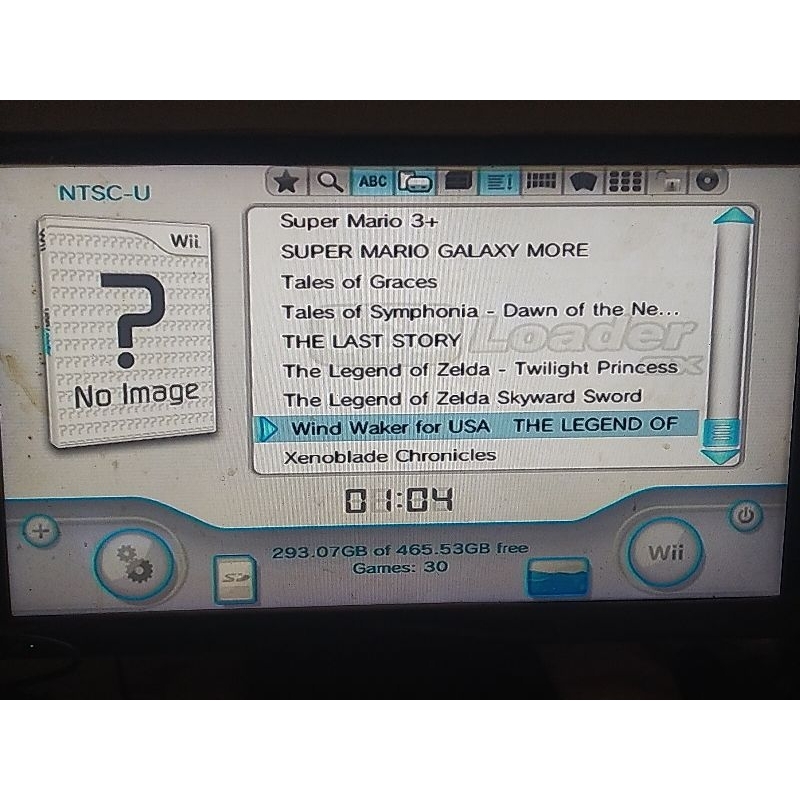 NTSC-U
ABC
Wii
?
No Image
Super Mario 3+
SUPER MARIO GALAXY MORE
Tales of Graces
Tales of Symphonia - Dawn of the Ne...
THE LAST STORY
Loader
GX
The Legend of Zelda - Twilight Princess
The Legend of Zelda Skyward Sword
Wind Waker for USA THE LEGEND OF
Xenoblade Chronicles
01:04
293.07GB of 465.53GB free
Games: 30
SD
Wii